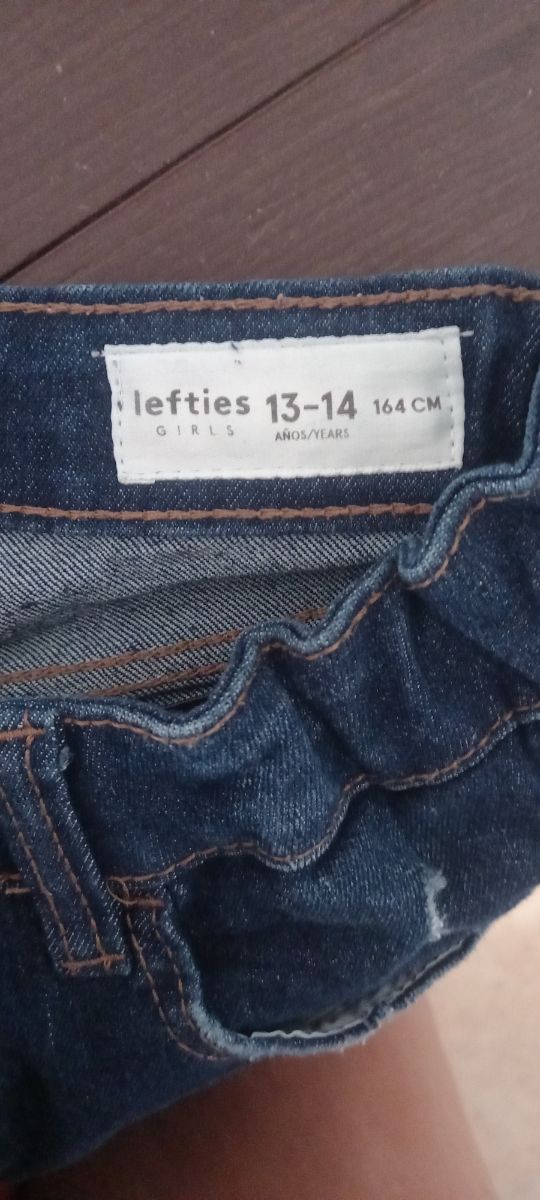 lefties 13-14 164 CM
GIRLS AÑOS/YEARS